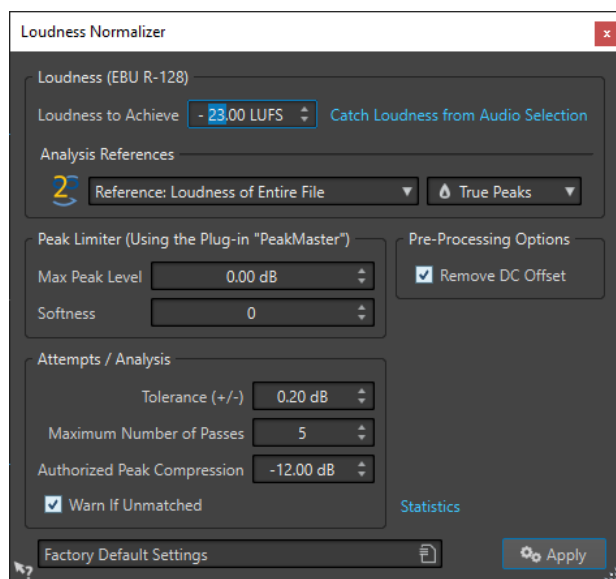 Loudness Normalizer
x
Loudness (EBU R-128)
Loudness to Achieve - 23.00 LUFS Catch Loudness from Audio Selection
Analysis References
2 Reference: Loudness of Entire File True Peaks
Peak Limiter (Using the Plug-in "PeakMaster")
Pre-Processing Options
Max Peak Level 0.00 dB
Remove DC Offset
Softness 0
Attempts / Analysis
Tolerance (+/-) 0.20 dB
Maximum Number of Passes 5
Authorized Peak Compression -12.00 dB
Warn If Unmatched
Statistics
Factory Default Settings
Apply
?